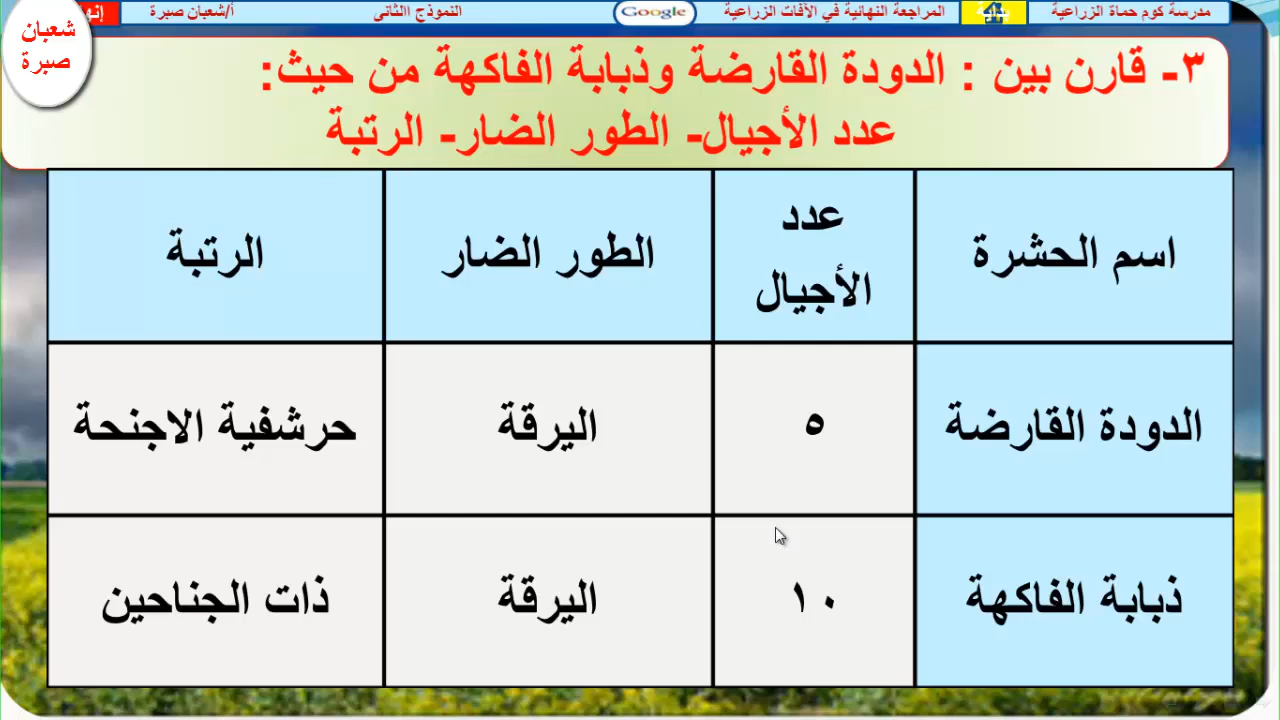 مدرسة كوم حماة الزراعية
المراجعة النهائية في الآفات الزراعية
Google
النموذج االثانى
أ/شعبان صبرة
شعبان
صبرة
٣- قارن بين : الدودة القارضة وذبابة الفاكهة من حيث:
عدد الأجيال- الطور الضار- الرتبة
اسم الحشرة
عدد
الأجيال
الطور الضار
الرتبة
الدودة القارضة
٥
اليرقة
حرشفية الاجنحة
ذبابة الفاكهة
١٠
اليرقة
ذات الجناحين